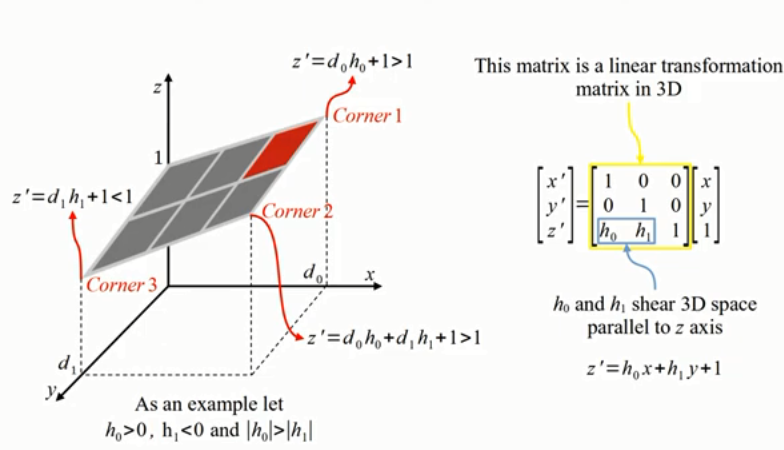 z'=d₀h₀+1>1
This matrix is a linear transformation
matrix in 3D
z
Corner 1
1
z'=d₁h₁+1<1
Corner 2
Corner 3
x' 1 0 0 x
y' = 0 1 0 y
z' h₀ h₁ 1 1
d₀ x
h₀ and h₁ shear 3D space
parallel to z axis
z'=d₀h₀+d₁h₁+1>1
d₁
y
z'=h₀x+h₁y+1
As an example let
h₀>0, h₁<0 and |h₀|>|h₁|